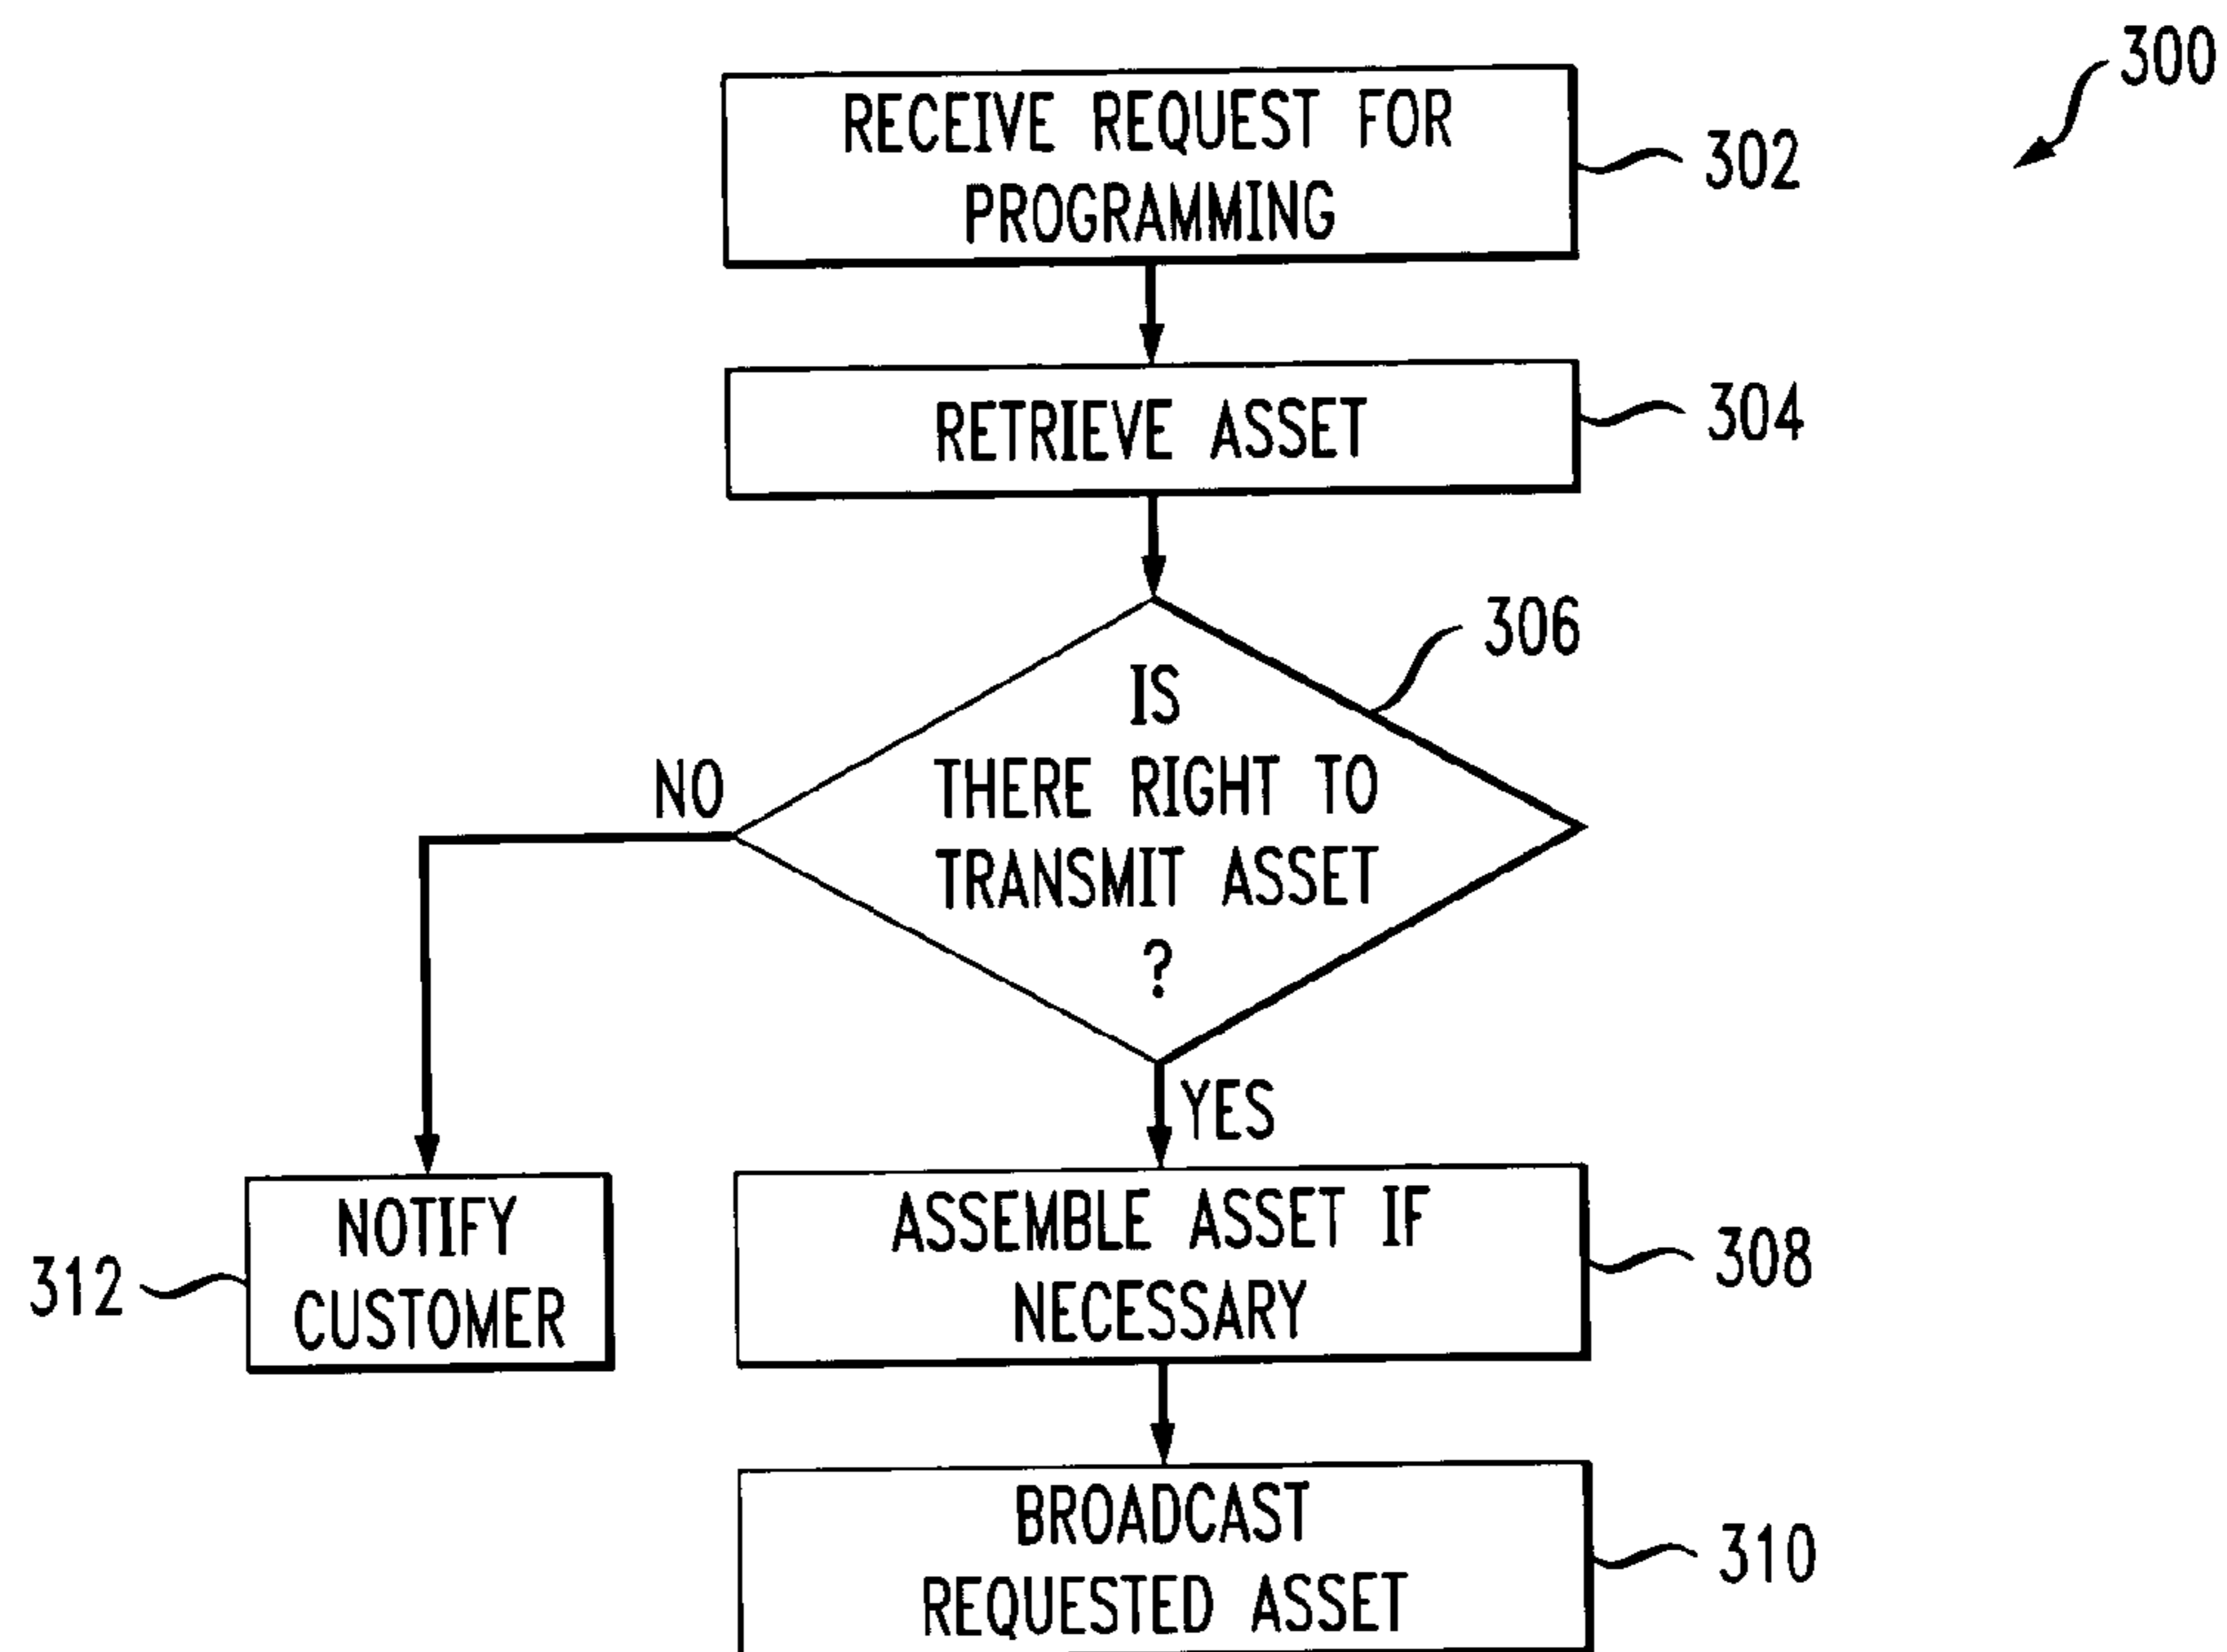 300
RECEIVE REQUEST FOR
PROGRAMMING
302
RETRIEVE ASSET
304
306
IS
THERE RIGHT TO
TRANSMIT ASSET
?
NO
YES
NOTIFY
CUSTOMER
312
ASSEMBLE ASSET IF
NECESSARY
308
BROADCAST
REQUESTED ASSET
310